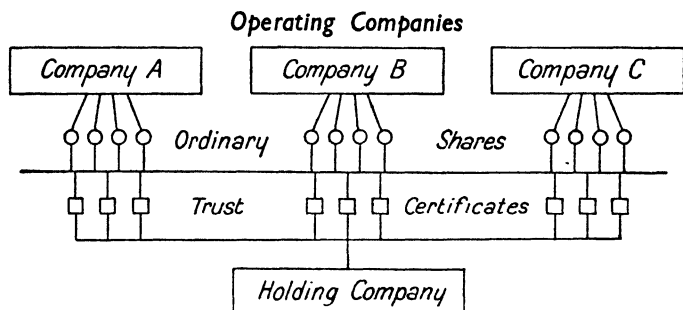 Operating Companies
Company A Company B Company C
Ordinary Shares
Trust Certificates
Holding Company